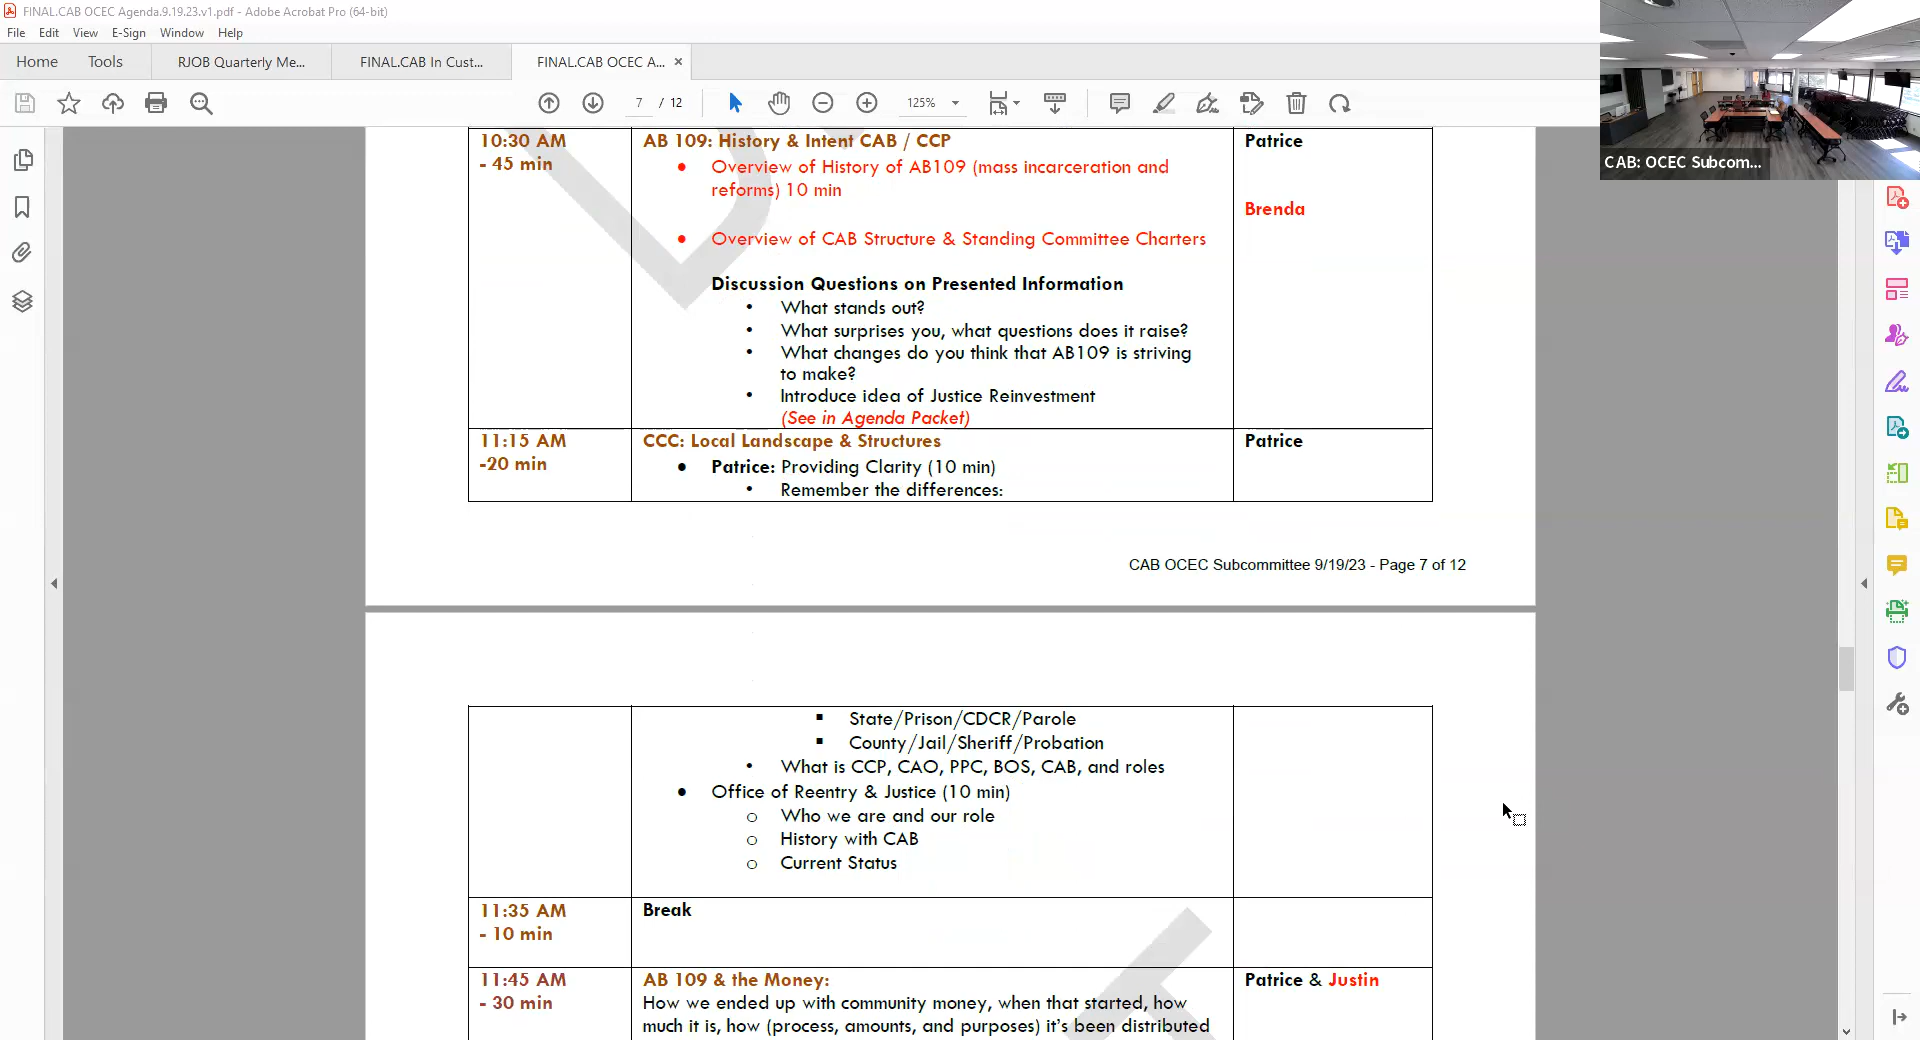 FINAL.CAB OCEC Agenda.9.19.23.v1.pdf - Adobe Acrobat Pro (64-bit)
File Edit View E-Sign Window Help
Home Tools RJOB Quarterly Me... FINAL.CAB In Cust... FINAL.CAB OCEC A... ×
7 / 12 125%
CAB: OCEC Subcom...
10:30 AM
- 45 min
AB 109: History & Intent CAB / CCP
• Overview of History of AB109 (mass incarceration and
reforms) 10 min
• Overview of CAB Structure & Standing Committee Charters
Discussion Questions on Presented Information
• What stands out?
• What surprises you, what questions does it raise?
• What changes do you think that AB109 is striving
to make?
• Introduce idea of Justice Reinvestment
(See in Agenda Packet)
Patrice
Brenda
11:15 AM
-20 min
CCC: Local Landscape & Structures
• Patrice: Providing Clarity (10 min)
• Remember the differences:
Patrice
CAB OCEC Subcommittee 9/19/23 - Page 7 of 12
▪ State/Prison/CDCR/Parole
▪ County/Jail/Sheriff/Probation
• What is CCP, CAO, PPC, BOS, CAB, and roles
• Office of Reentry & Justice (10 min)
o Who we are and our role
o History with CAB
o Current Status
11:35 AM
- 10 min
Break
11:45 AM
- 30 min
AB 109 & the Money:
How we ended up with community money, when that started, how
much it is, how (process, amounts, and purposes) it's been distributed
Patrice & Justin